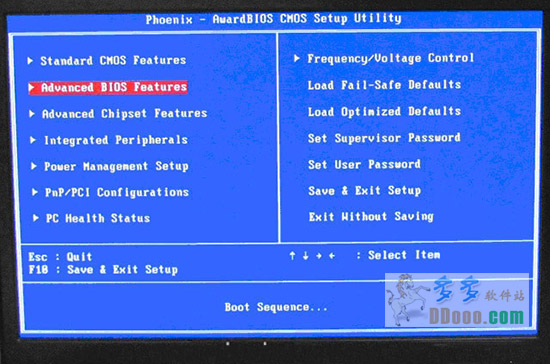 Phoenix - AwardBIOS CMOS Setup Utility
Standard CMOS Features
Advanced BIOS Features
Advanced Chipset Features
Integrated Peripherals
Power Management Setup
PnP/PCI Configurations
PC Health Status
Frequency/Voltage Control
Load Fail-Safe Defaults
Load Optimized Defaults
Set Supervisor Password
Set User Password
Save & Exit Setup
Exit Without Saving
Esc : Quit
F10 : Save & Exit Setup
↑ ↓ → ← : Select Item
Boot Sequence...
多多软件站
DDooo.com